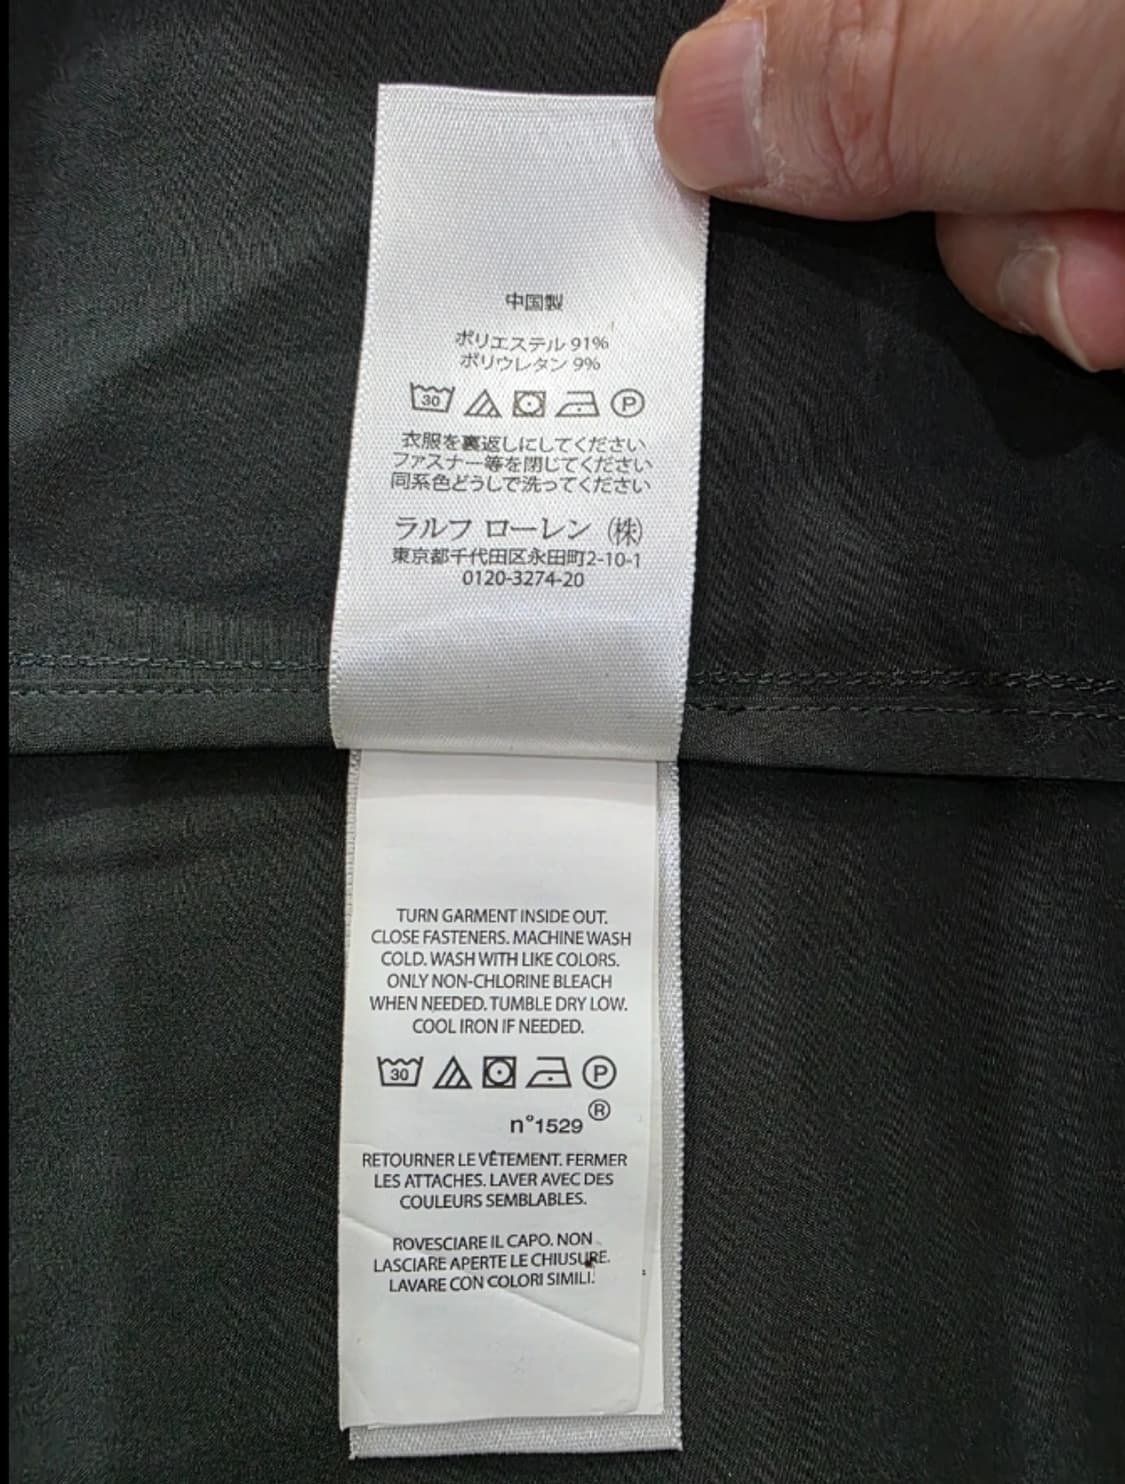 中国製
ポリエステル 91%
ポリウレタン 9%
30 P
衣服を裏返しにしてください
ファスナー等を閉じてください
同系色どうしで洗ってください
ラルフ ローレン (株)
東京都千代田区永田町2-10-1
0120-3274-20
TURN GARMENT INSIDE OUT.
CLOSE FASTENERS. MACHINE WASH
COLD. WASH WITH LIKE COLORS.
ONLY NON-CHLORINE BLEACH
WHEN NEEDED. TUMBLE DRY LOW.
COOL IRON IF NEEDED.
30 P
n°1529 ®
RETOURNER LE VÊTEMENT. FERMER
LES ATTACHES. LAVER AVEC DES
COULEURS SEMBLABLES.
ROVESCIARE IL CAPO. NON
LASCIARE APERTE LE CHIUSURE.
LAVARE CON COLORI SIMILI.